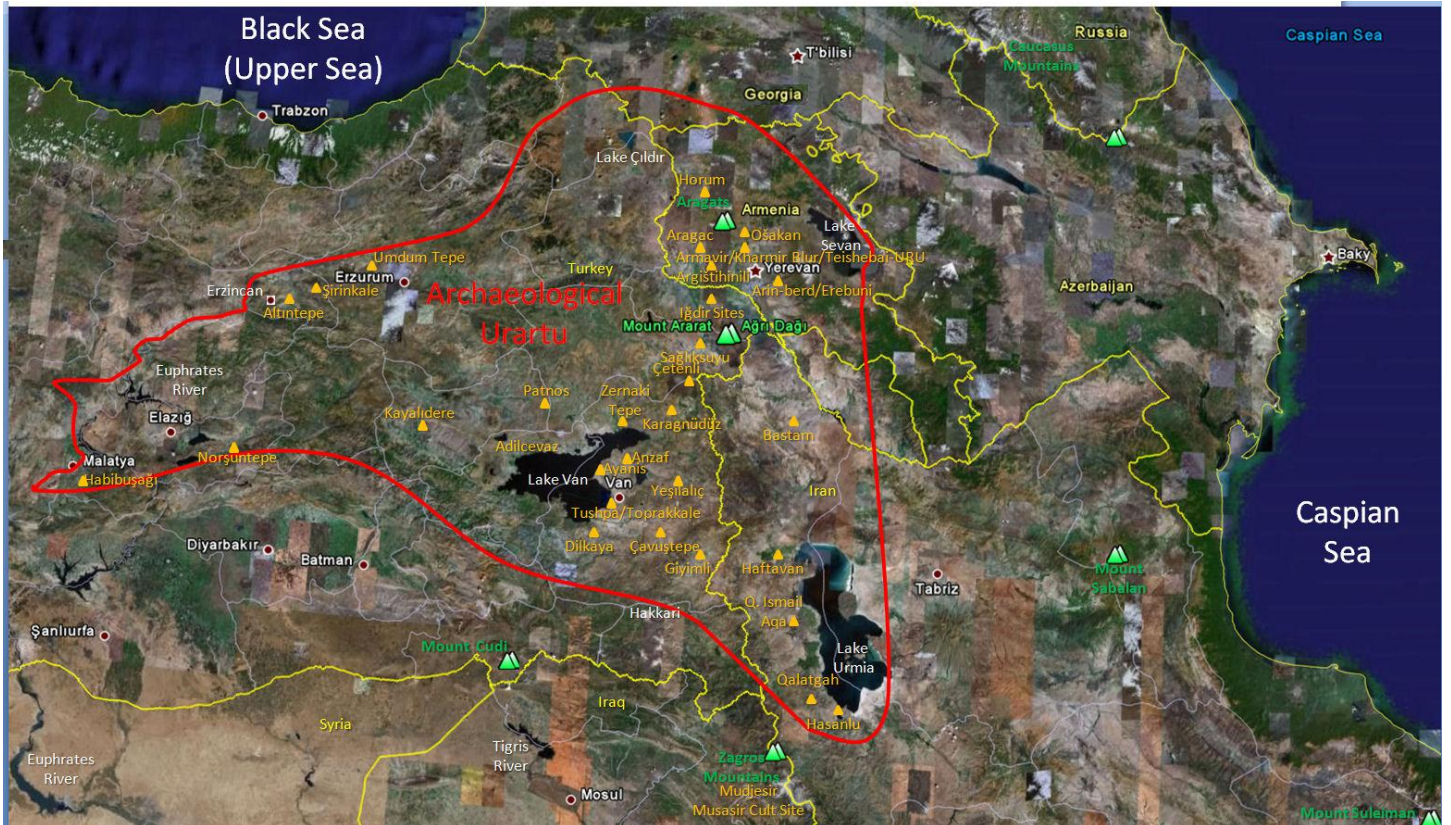 Black Sea
(Upper Sea)
Russia
Caspian Sea
Caucasus
Mountains
T'bilisi
Georgia
Trabzon
Lake Çıldır
Horum
Aragats
Armenia
Lake
Sevan
Aragac
Ošakan
Armavir/Kharmir Blur/Teishebai-URU
Argištihinili
Yerevan
Baky
Umdum Tepe
Turkey
Erzurum
Arin-berd/Erebuni
Azerbaijan
Erzincan
Şirinkale
Altıntepe
Archaeological
Urartu
Iğdir Sites
Mount Ararat
Ağrı Dağı
Sağlıksuyu
Çetenli
Euphrates
River
Patnos
Zernaki
Tepe
Karagnüdüz
Kayalıdere
Elazığ
Bastam
Adilcevaz
Norşuntepe
Anzaf
Malatya
Ayanis
Habibuşağı
Lake Van
Van
Yeşilalıç
Iran
Tushpa/Toprakkale
Caspian
Sea
Diyarbakır
Batman
Dilkaya
Çavuştepe
Giyimli
Haftavan
Tabriz
Mount
Sabalan
Q. Ismail
Aqa
Hakkari
Şanlıurfa
Mount Cudi
Lake
Urmia
Qalatgah
Hasanlu
Iraq
Syria
Tigris
River
Euphrates
River
Zagros
Mountains
Mudjesir
Musasir Cult Site
Mosul
Mount Suleiman